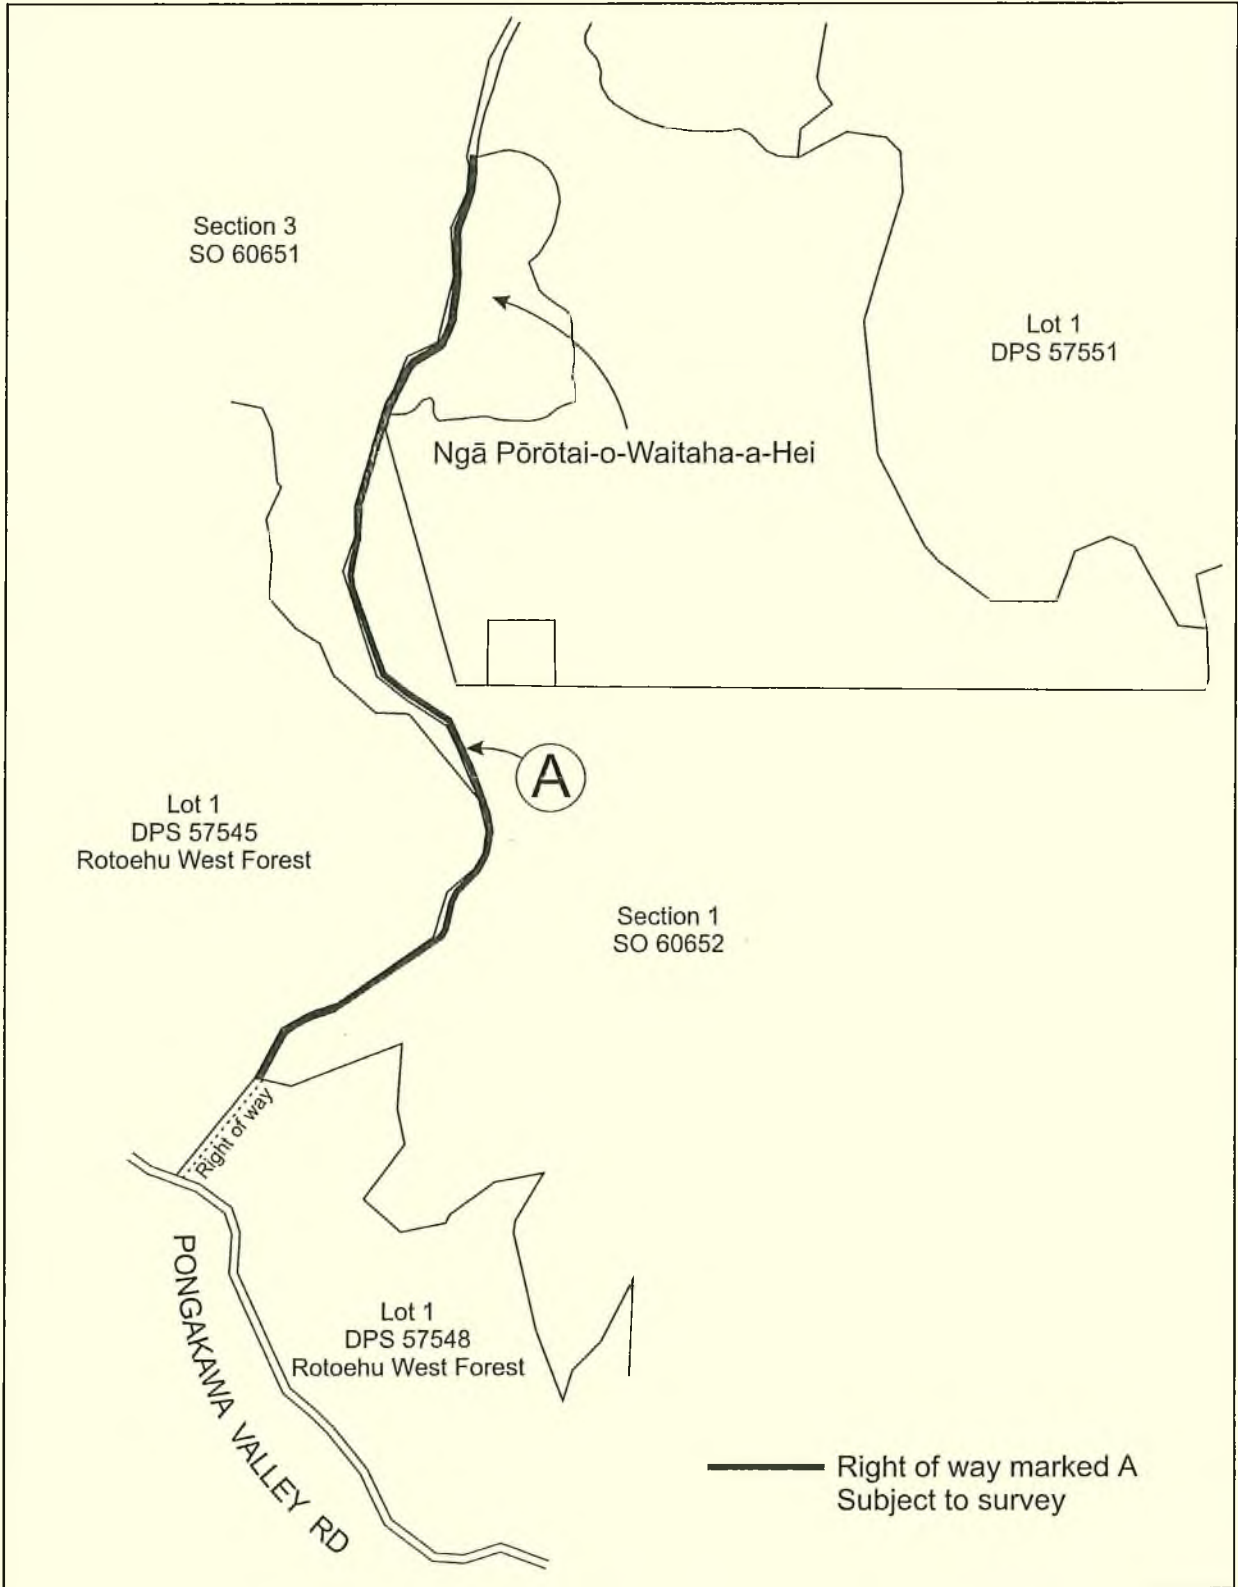 Section 3
SO 60651
Lot 1
DPS 57551
Ngā Pōrōtai-o-Waitaha-a-Hei
A
Lot 1
DPS 57545
Rotoehu West Forest
Section 1
SO 60652
Right of way
PONGAKAWA VALLEY RD
Lot 1
DPS 57548
Rotoehu West Forest
Right of way marked A
Subject to survey